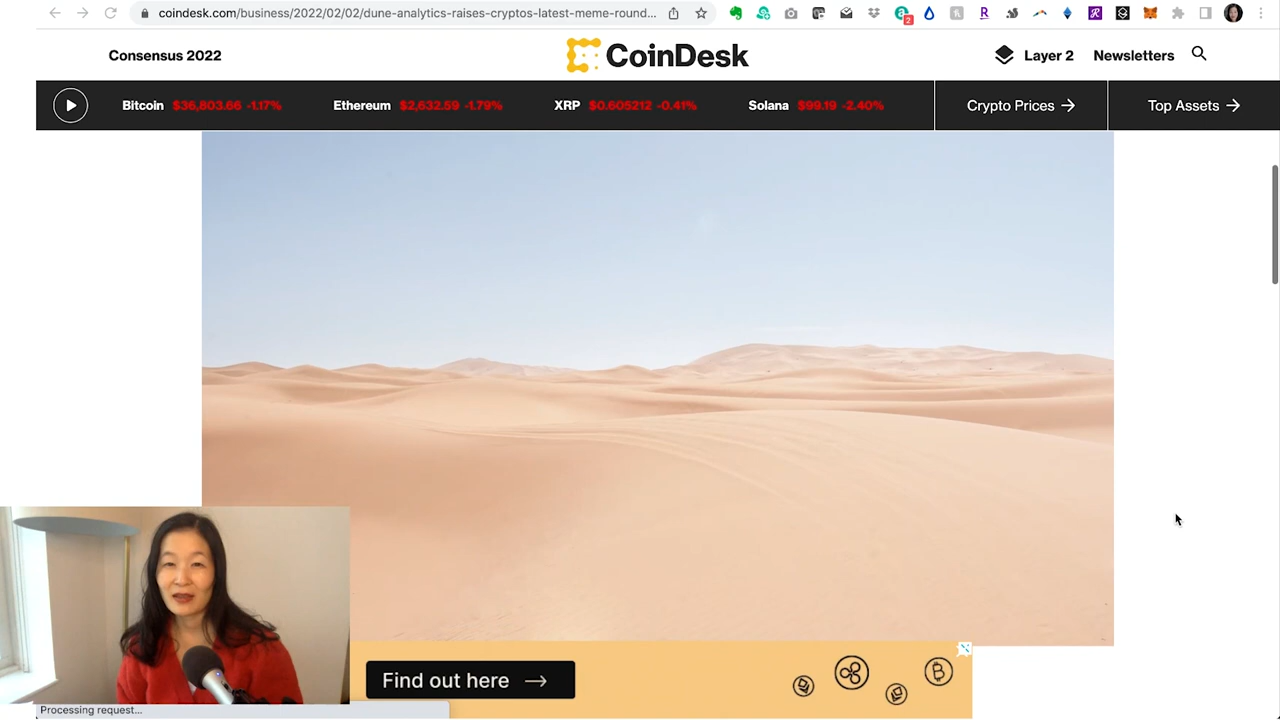 coindesk.com/business/2022/02/02/dune-analytics-raises-cryptos-latest-meme-round...
2
Consensus 2022
CoinDesk
Layer 2
Newsletters
Bitcoin $36,803.66 -1.17%
Ethereum $2,632.59 -1.79%
XRP $0.605212 -0.41%
Solana $99.19 -2.40%
Crypto Prices →
Top Assets →
Find out here →
Processing request...